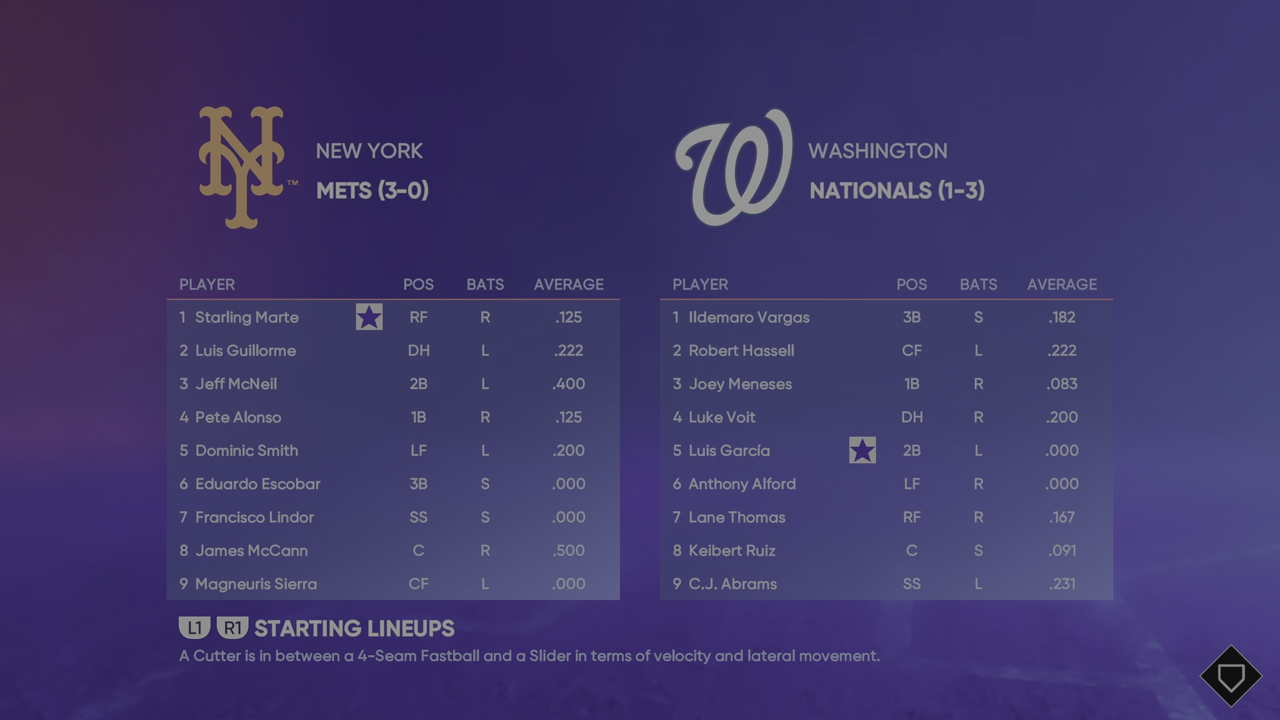 NY
™
NEW YORK
METS (3-0)
W
WASHINGTON
NATIONALS (1-3)
PLAYER POS BATS AVERAGE
1 Starling Marte RF R .125
2 Luis Guillorme DH L .222
3 Jeff McNeil 2B L .400
4 Pete Alonso 1B R .125
5 Dominic Smith LF L .200
6 Eduardo Escobar 3B S .000
7 Francisco Lindor SS S .000
8 James McCann C R .500
9 Magneuris Sierra CF L .000
PLAYER POS BATS AVERAGE
1 Ildemaro Vargas 3B S .182
2 Robert Hassell CF L .222
3 Joey Meneses 1B R .083
4 Luke Voit DH R .200
5 Luis García 2B L .000
6 Anthony Alford LF R .000
7 Lane Thomas RF R .167
8 Keibert Ruiz C S .091
9 C.J. Abrams SS L .231
L1 R1 STARTING LINEUPS
A Cutter is in between a 4-Seam Fastball and a Slider in terms of velocity and lateral movement.